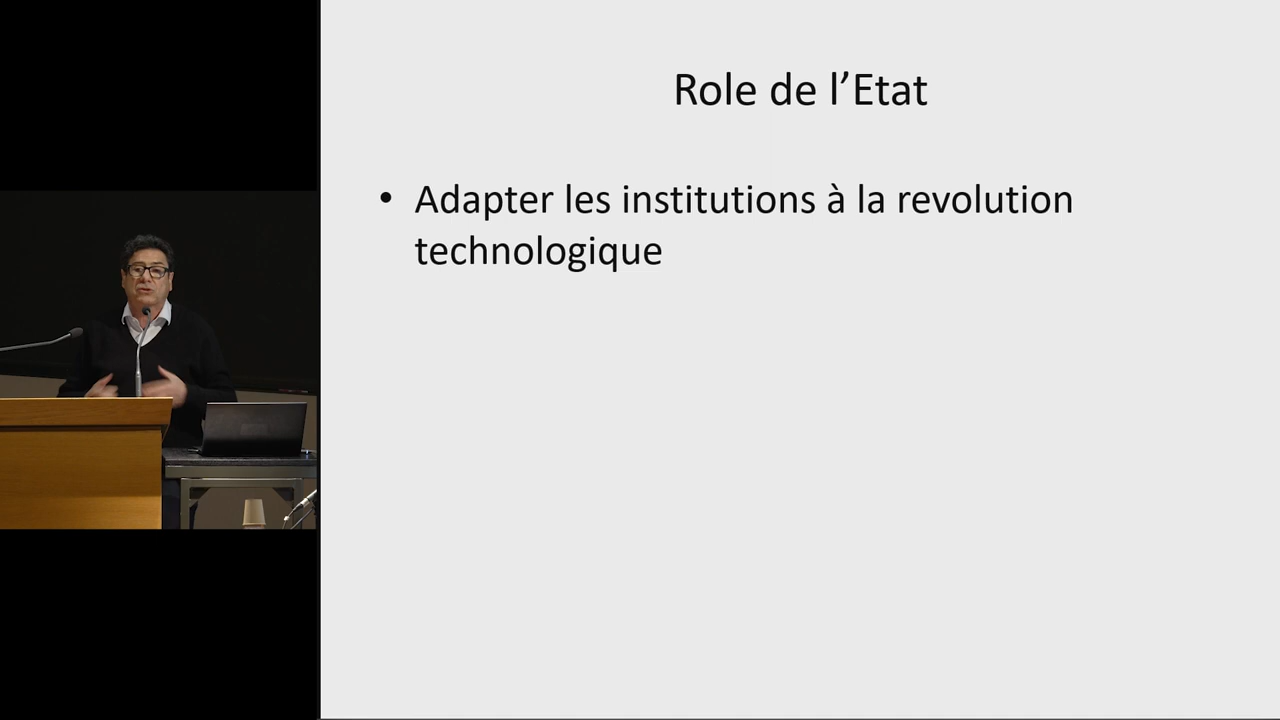 Role de l’Etat
• Adapter les institutions à la revolution
technologique